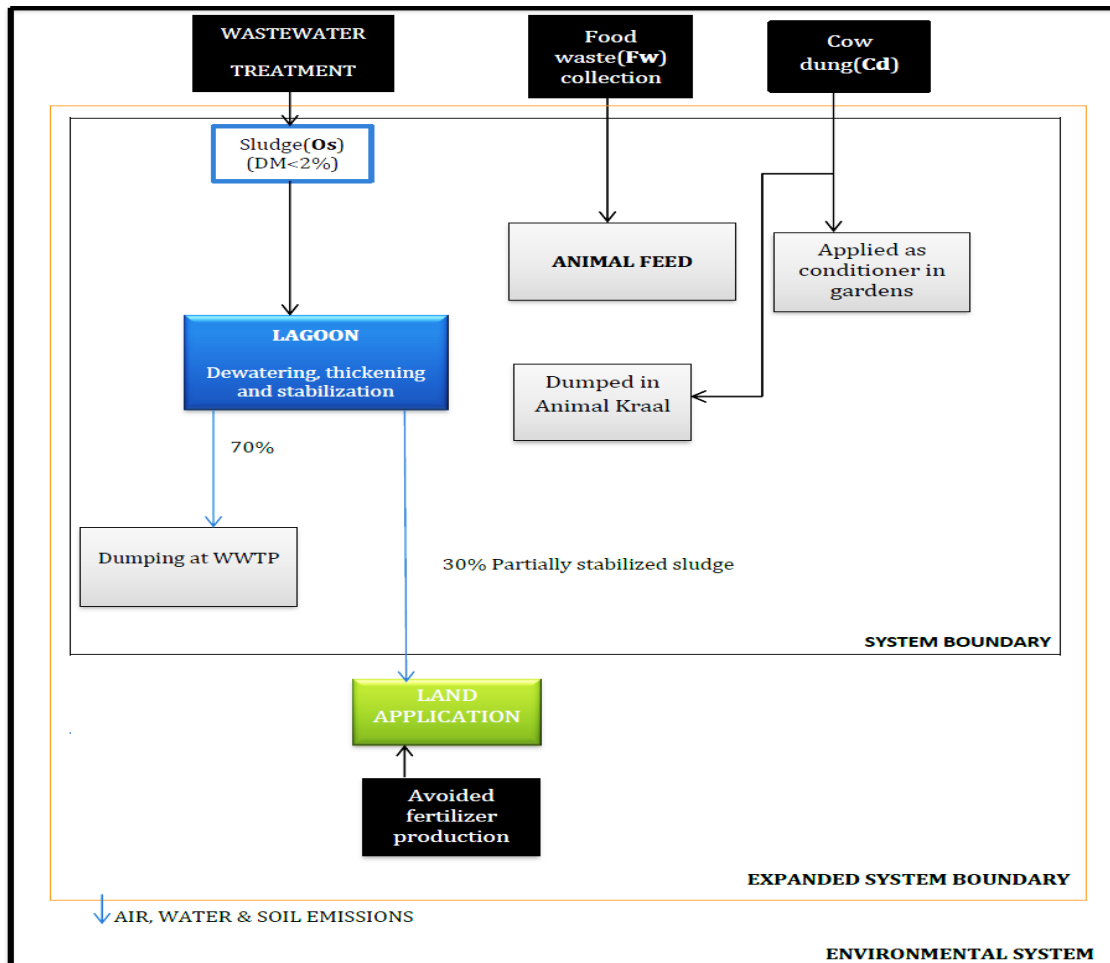 WASTEWATER
TREATMENT
Food
waste(Fw)
collection
Cow
dung(Cd)
Sludge(Os)
(DM<2%)
ANIMAL FEED
Applied as
conditioner in
gardens
LAGOON
Dewatering, thickening
and stabilization
Dumped in
Animal Kraal
70%
Dumping at WWTP
30% Partially stabilized sludge
SYSTEM BOUNDARY
LAND
APPLICATION
Avoided
fertilizer
production
EXPANDED SYSTEM BOUNDARY
AIR, WATER & SOIL EMISSIONS
ENVIRONMENTAL SYSTEM